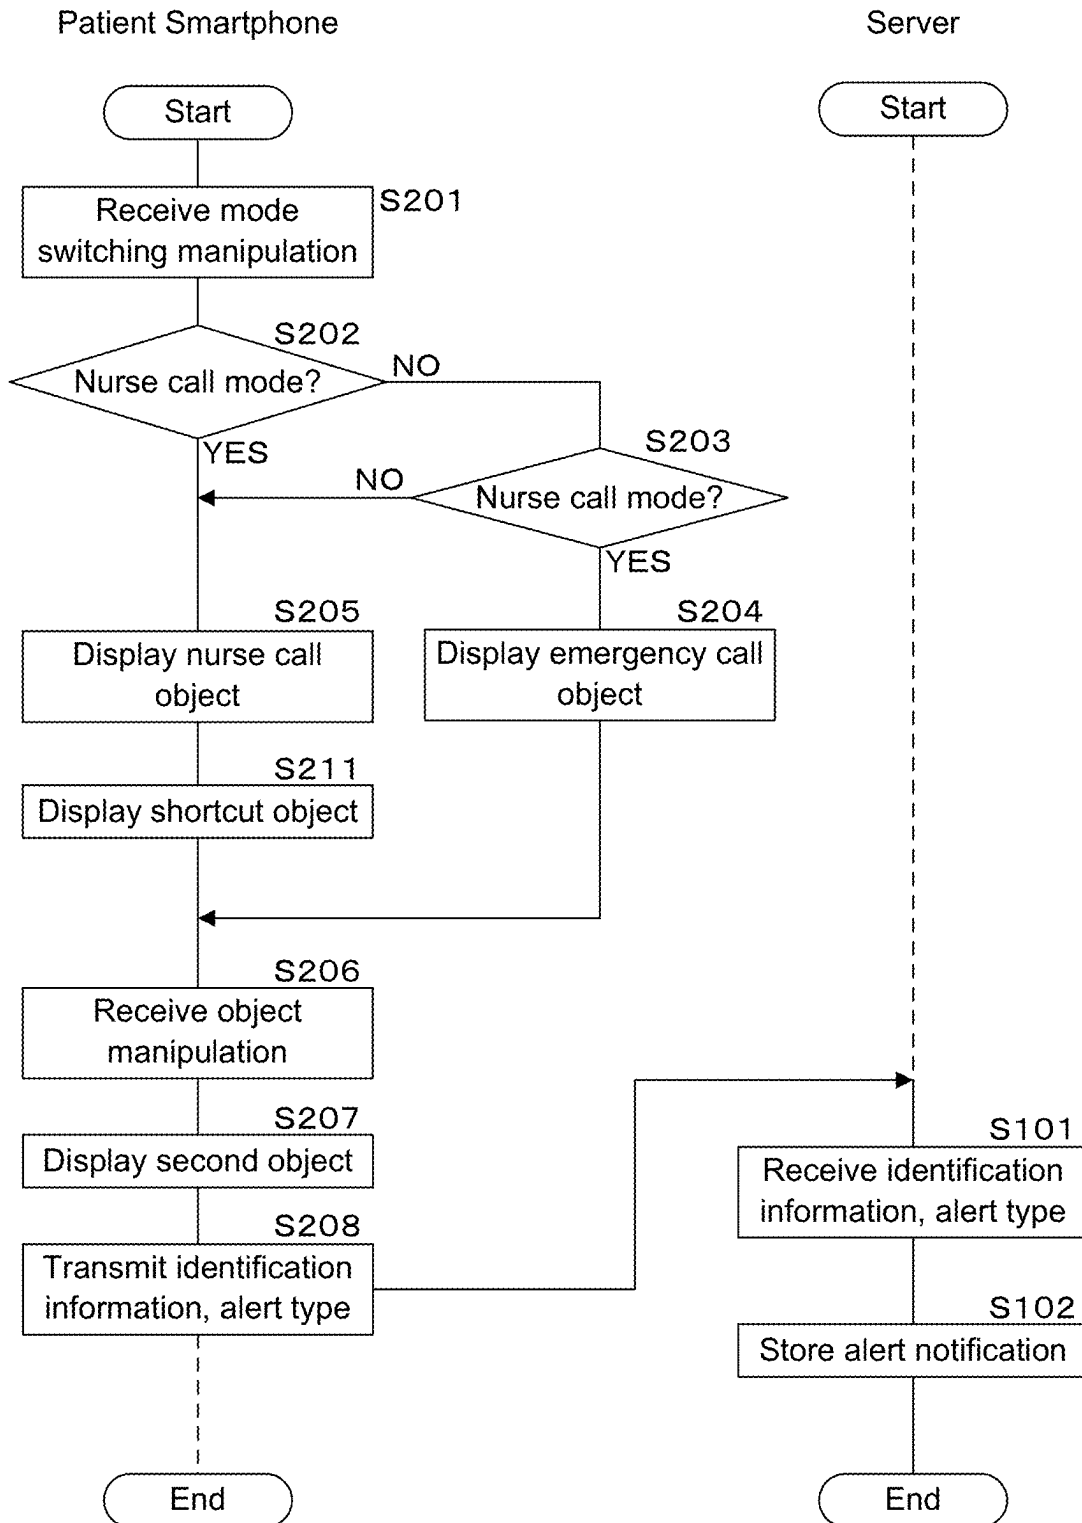 Patient Smartphone
Server
Start
Start
S201
Receive mode
switching manipulation
S202
Nurse call mode?
NO
YES
S203
NO
Nurse call mode?
YES
S205
Display nurse call
object
S204
Display emergency call
object
S211
Display shortcut object
S206
Receive object
manipulation
S207
Display second object
S101
Receive identification
information, alert type
S208
Transmit identification
information, alert type
S102
Store alert notification
End
End